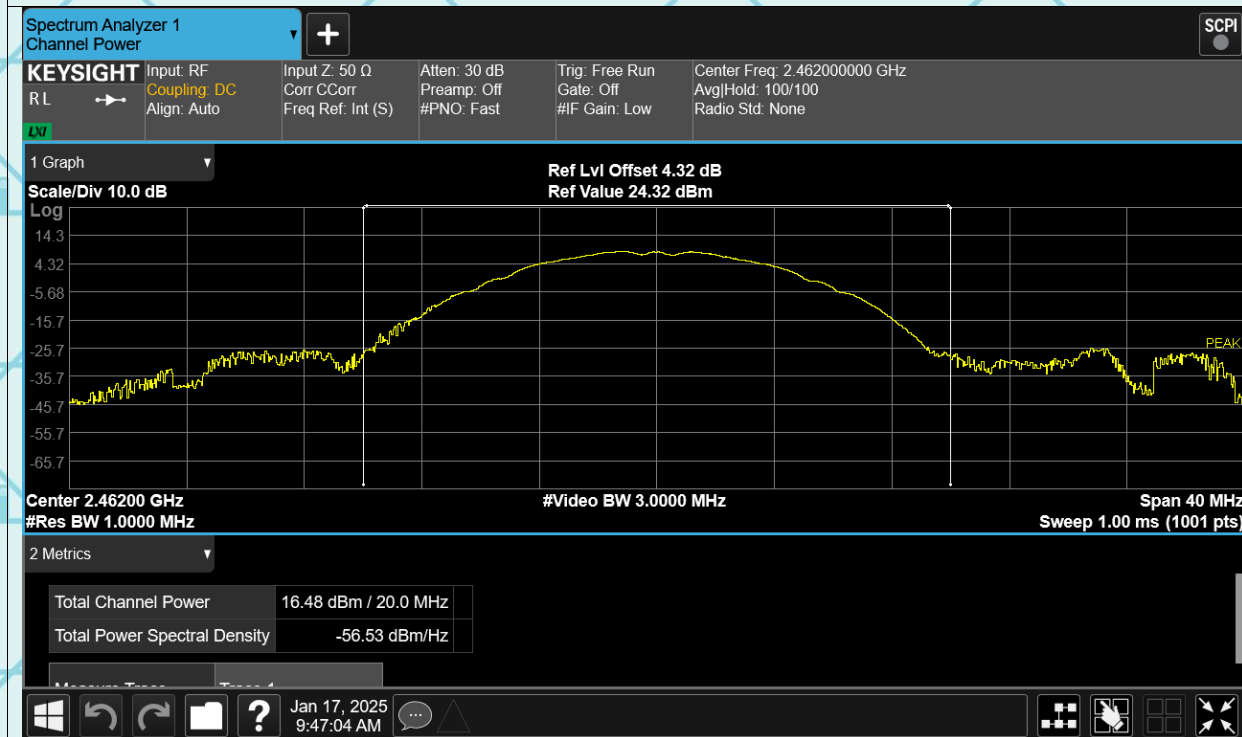 Spectrum Analyzer 1
Channel Power
+
SCPI
KEYSIGHT
RL
LXI
Input: RF
Coupling: DC
Align: Auto
Input Z: 50 Ω
Corr CCorr
Freq Ref: Int (S)
Atten: 30 dB
Preamp: Off
#PNO: Fast
Trig: Free Run
Gate: Off
#IF Gain: Low
Center Freq: 2.462000000 GHz
Avg|Hold: 100/100
Radio Std: None
1 Graph
Scale/Div 10.0 dB
Ref Lvl Offset 4.32 dB
Ref Value 24.32 dBm
Log
14.3
4.32
-5.68
-15.7
-25.7
-35.7
-45.7
-55.7
-65.7
PEAK
Center 2.46200 GHz
#Video BW 3.0000 MHz
Span 40 MHz
#Res BW 1.0000 MHz
Sweep 1.00 ms (1001 pts)
2 Metrics
Total Channel Power 16.48 dBm / 20.0 MHz
Total Power Spectral Density -56.53 dBm/Hz
Measure Trace Trace 1
?
Jan 17, 2025
9:47:04 AM